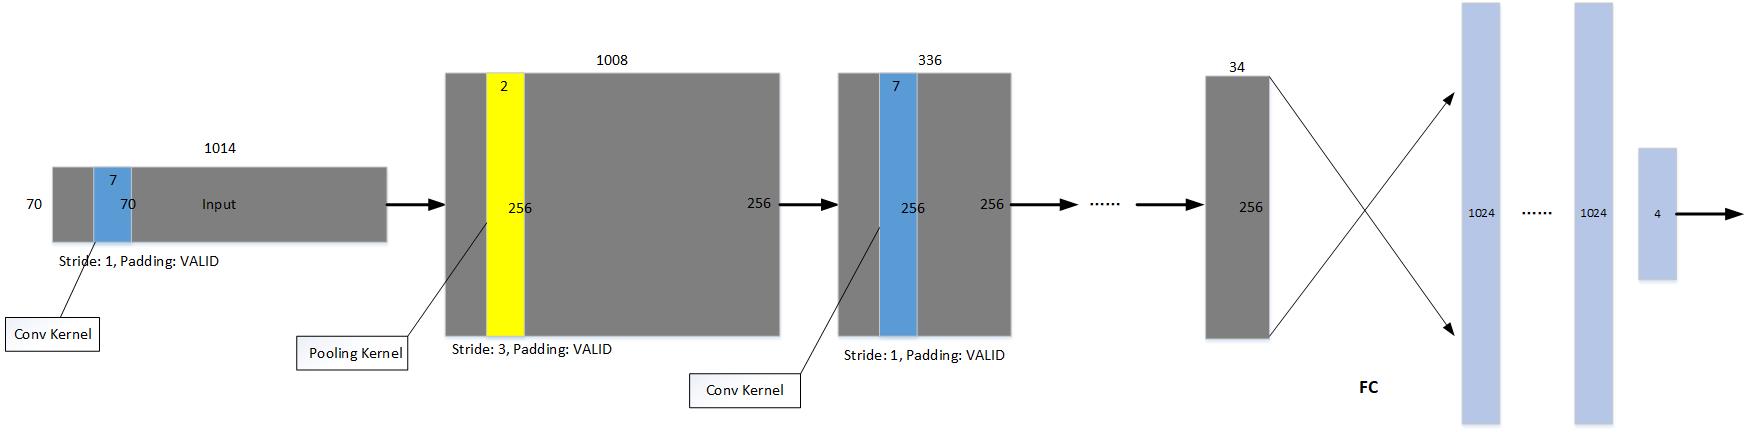 1014
70
7
70
Input
Stride: 1, Padding: VALID
Conv Kernel
1008
2
256
256
Stride: 3, Padding: VALID
Pooling Kernel
336
7
256
256
Stride: 1, Padding: VALID
Conv Kernel
......
34
256
FC
1024
......
1024
4